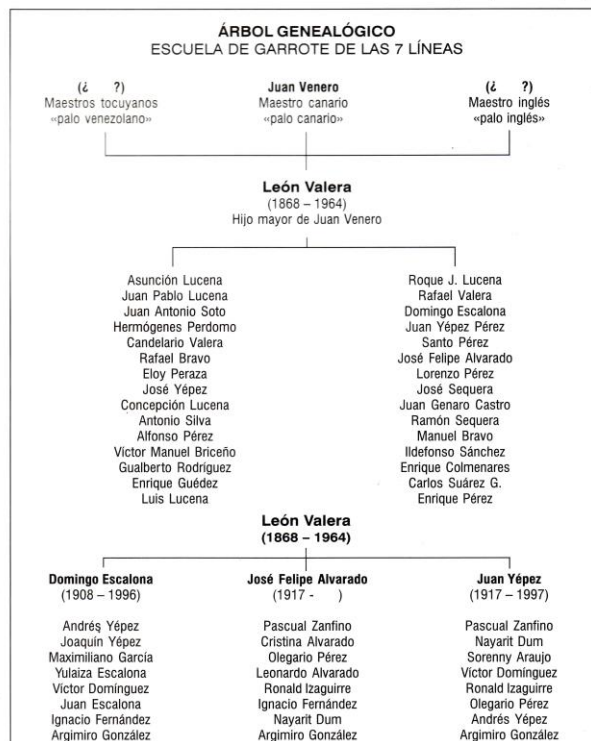 ÁRBOL GENEALÓGICO
ESCUELA DE GARROTE DE LAS 7 LÍNEAS
(¿ ?)
Maestros tocuyanos
«palo venezolano»
Juan Venero
Maestro canario
«palo canario»
(¿ ?)
Maestro inglés
«palo inglés»
León Valera
(1868 – 1964)
Hijo mayor de Juan Venero
Asunción Lucena
Juan Pablo Lucena
Juan Antonio Soto
Hermógenes Perdomo
Candelario Valera
Rafael Bravo
Eloy Peraza
José Yépez
Concepción Lucena
Antonio Silva
Alfonso Pérez
Víctor Manuel Briceño
Gualberto Rodríguez
Enrique Guédez
Luis Lucena
Roque J. Lucena
Rafael Valera
Domingo Escalona
Juan Yépez Pérez
Santo Pérez
José Felipe Alvarado
Lorenzo Pérez
José Sequera
Juan Genaro Castro
Ramón Sequera
Manuel Bravo
Ildefonso Sánchez
Enrique Colmenares
Carlos Suárez G.
Enrique Pérez
León Valera
(1868 – 1964)
Domingo Escalona
(1908 – 1996)
Andrés Yépez
Joaquín Yépez
Maximiliano García
Yulaiza Escalona
Víctor Domínguez
Juan Escalona
Ignacio Fernández
Argimiro González
José Felipe Alvarado
(1917 - )
Pascual Zanfino
Cristina Alvarado
Olegario Pérez
Leonardo Alvarado
Ronald Izaguirre
Ignacio Fernández
Nayarit Dum
Argimiro González
Juan Yépez
(1917 – 1997)
Pascual Zanfino
Nayarit Dum
Sorenny Araujo
Víctor Domínguez
Ronald Izaguirre
Olegario Pérez
Andrés Yépez
Argimiro González